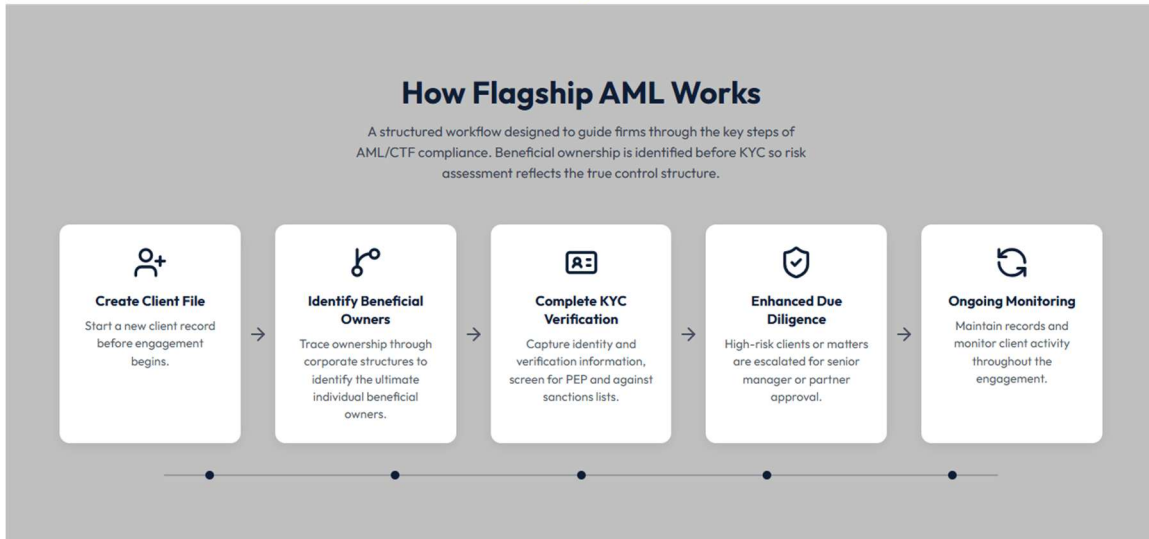 How Flagship AML Works
A structured workflow designed to guide firms through the key steps of
AML/CTF compliance. Beneficial ownership is identified before KYC so risk
assessment reflects the true control structure.
Create Client File
Start a new client record
before engagement
begins.
Identify Beneficial
Owners
Trace ownership through
corporate structures to
identify the ultimate
individual beneficial
owners.
Complete KYC
Verification
Capture identity and
verification information,
screen for PEP and against
sanctions lists.
Enhanced Due
Diligence
High-risk clients or matters
are escalated for senior
manager or partner
approval.
Ongoing Monitoring
Maintain records and
monitor client activity
throughout the
engagement.